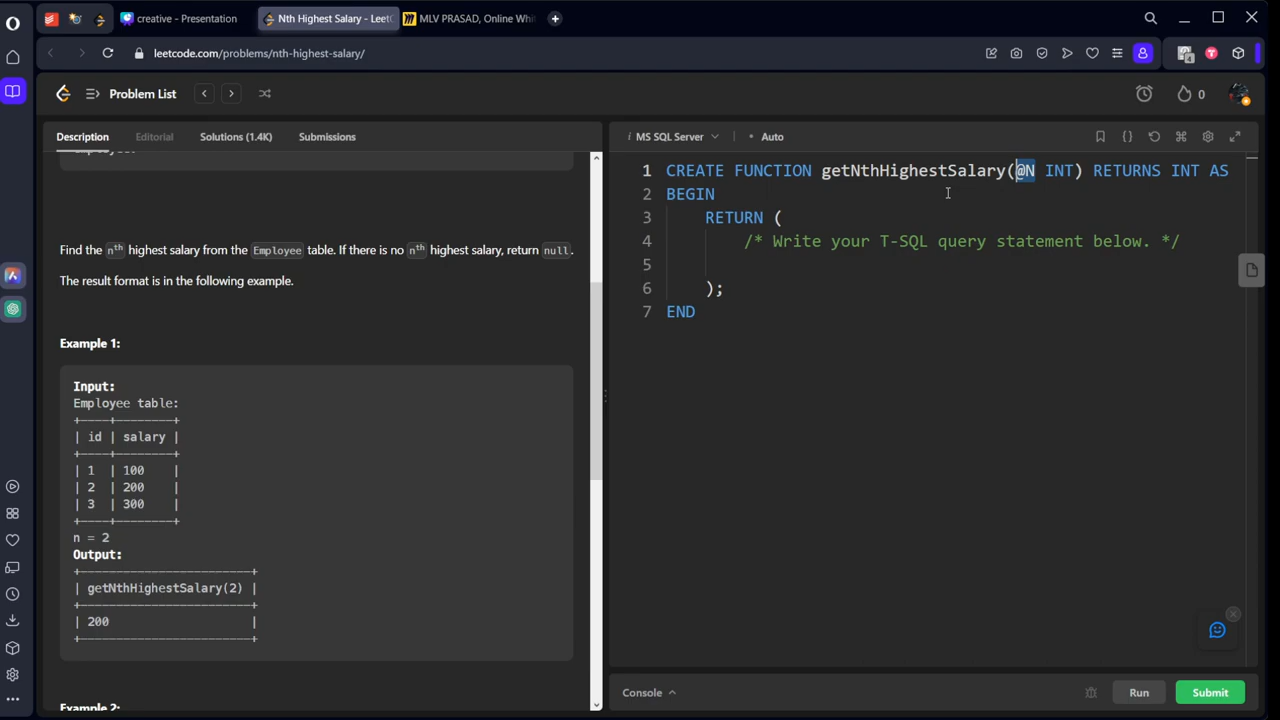 creative - Presentation
Nth Highest Salary - LeetC
MLV PRASAD, Online Whi
leetcode.com/problems/nth-highest-salary/
4
Problem List
0
Description
Editorial
Solutions (1.4K)
Submissions
i MS SQL Server
• Auto
Find the nth highest salary from the Employee table. If there is no nth highest salary, return null.
The result format is in the following example.
Example 1:
Input:
Employee table:
+----+--------+
| id | salary |
+----+--------+
| 1  | 100    |
| 2  | 200    |
| 3  | 300    |
+----+--------+
n = 2
Output:
+------------------------+
| getNthHighestSalary(2) |
+------------------------+
| 200                    |
+------------------------+
Example 2:
1 CREATE FUNCTION getNthHighestSalary(@N INT) RETURNS INT AS
2 BEGIN
3     RETURN (
4         /* Write your T-SQL query statement below. */
5
6     );
7 END
Console
Run
Submit